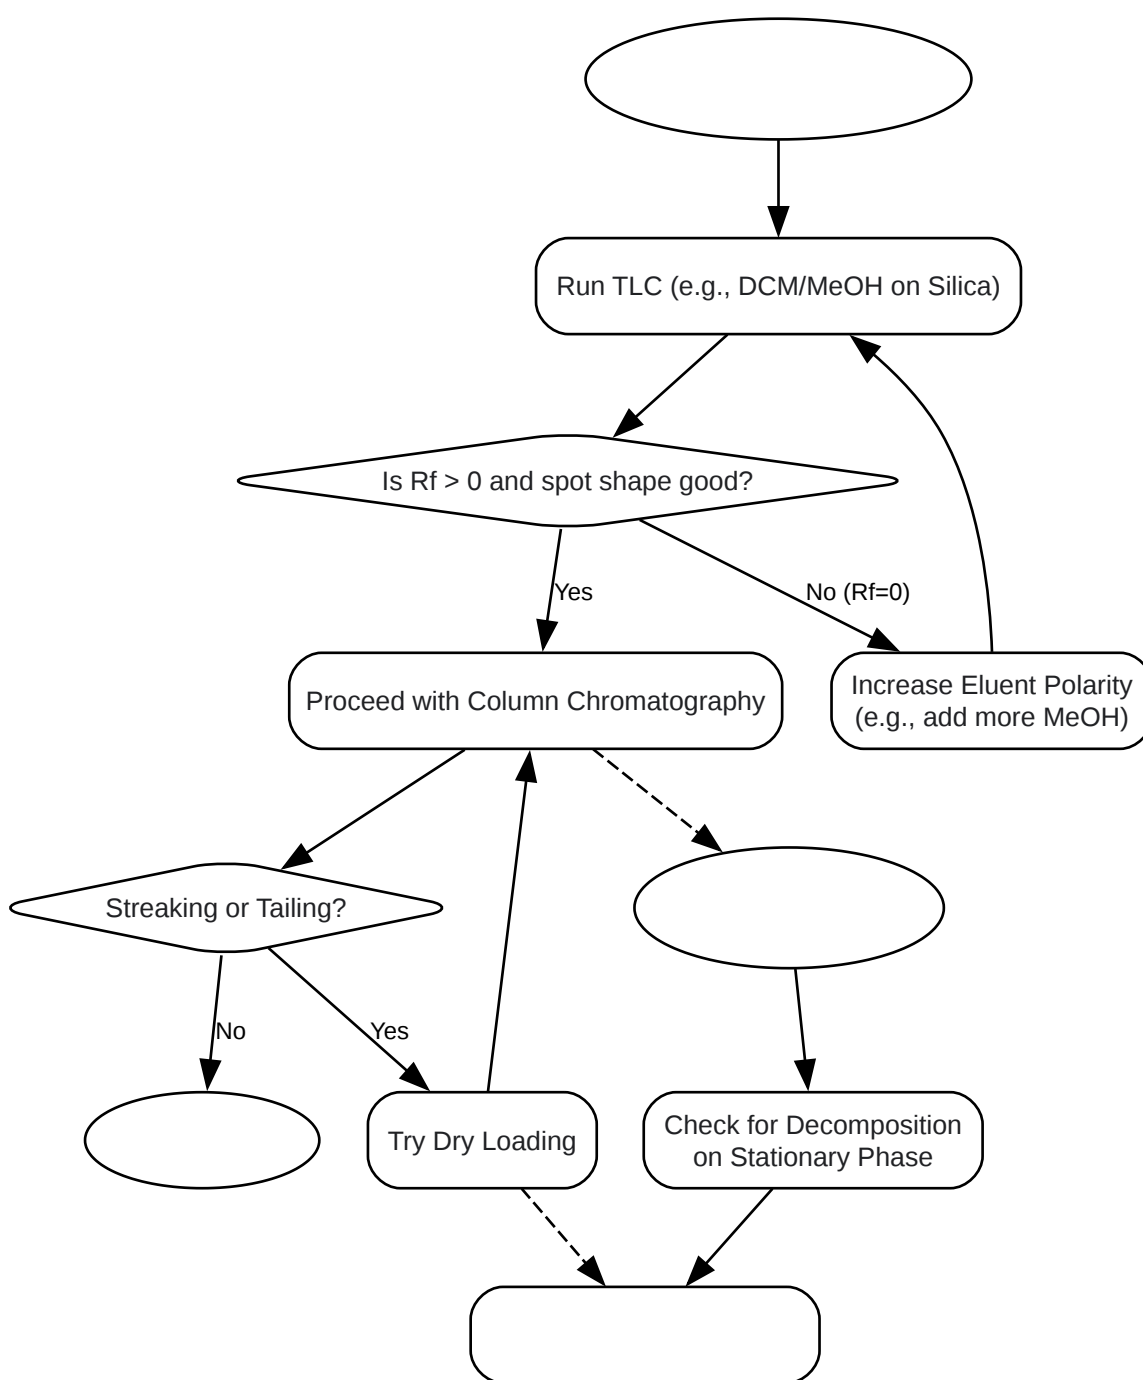 Run TLC (e.g., DCM/MeOH on Silica)
Is Rf > 0 and spot shape good?
Yes
No (Rf=0)
Proceed with Column Chromatography
Increase Eluent Polarity
(e.g., add more MeOH)
Streaking or Tailing?
No
Yes
Try Dry Loading
Check for Decomposition
on Stationary Phase